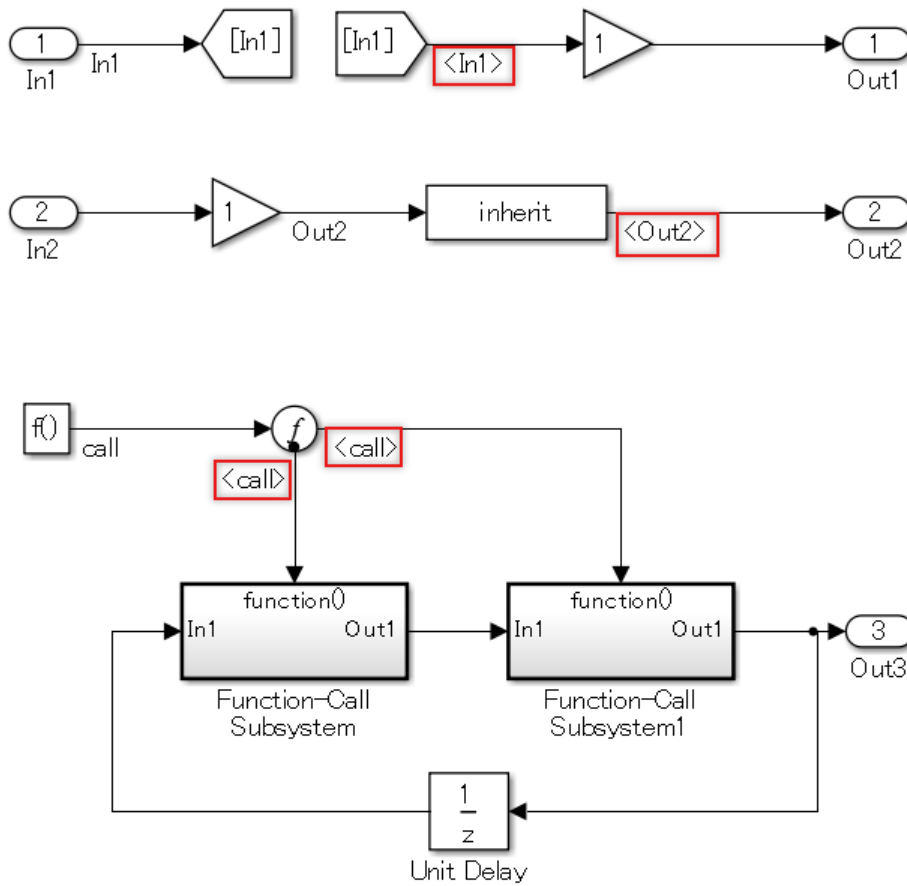 1
In1
In1
[In1]
[In1]
<In1>
1
1
Out1
2
In2
1
Out2
inherit
<Out2>
2
Out2
f()
call
f
<call>
<call>
function()
In1
Out1
Function-Call
Subsystem
function()
In1
Out1
Function-Call
Subsystem1
3
Out3
1
z
Unit Delay